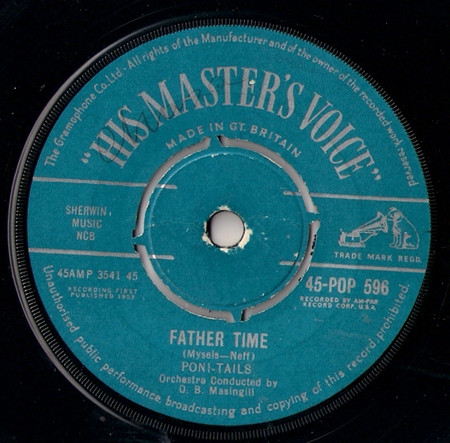 The Gramophone Co. Ltd. All rights of the Manufacturer and of the owner of the recorded work reserved
"HIS MASTER'S VOICE"
MADE IN GT. BRITAIN
SHERWIN,
MUSIC
NCB
TRADE MARK REGD.
45AMP 3541 45
RECORDING FIRST
PUBLISHED 1959
45-POP 596
RECORDED BY AM-PAR
RECORD CORP. U.S.A.
FATHER TIME
(Mysels—Neff)
PONI-TAILS
Orchestra Conducted by
O. B. Masingill
Unauthorised public performance, broadcasting and copying of this record prohibited.